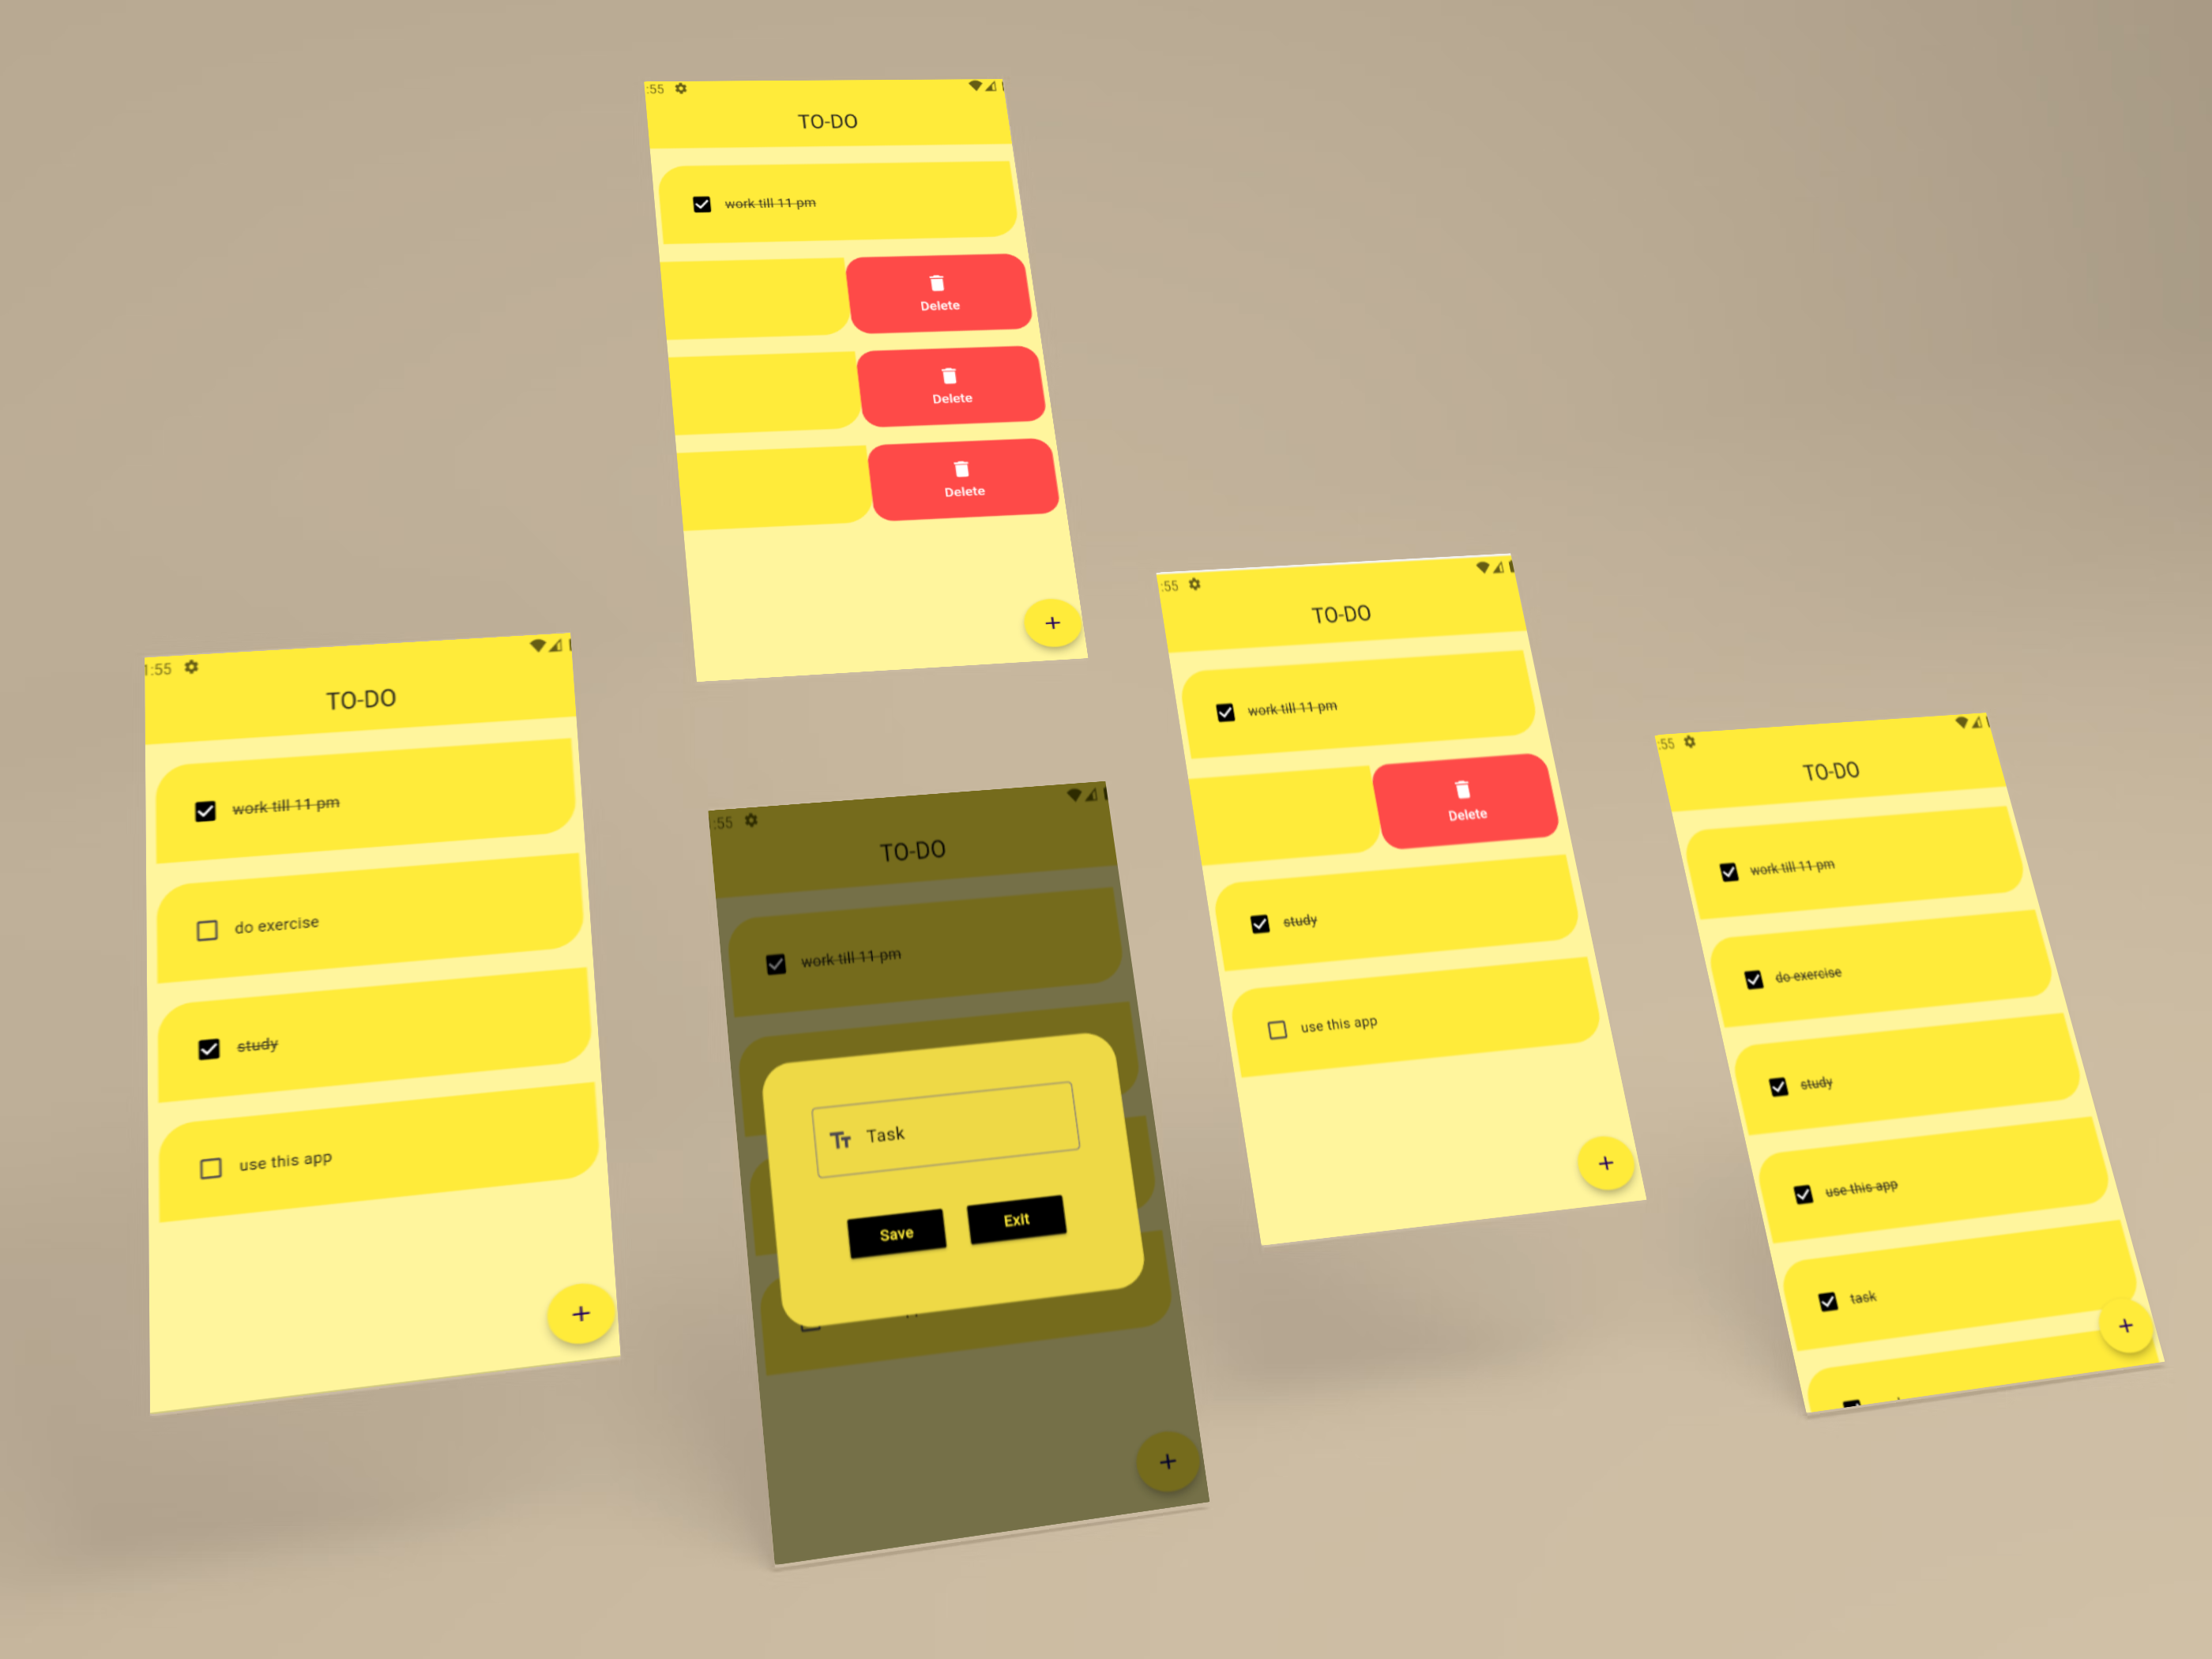 :55
TO-DO
work till 11 pm
Delete
Delete
Delete
1:55
TO-DO
work till 11 pm
do exercise
study
use this app
:55
TO-DO
work till 11 pm
Task
Save
Exit
:55
TO-DO
work till 11 pm
Delete
study
use this app
:55
TO-DO
work till 11 pm
do exercise
study
use this app
task